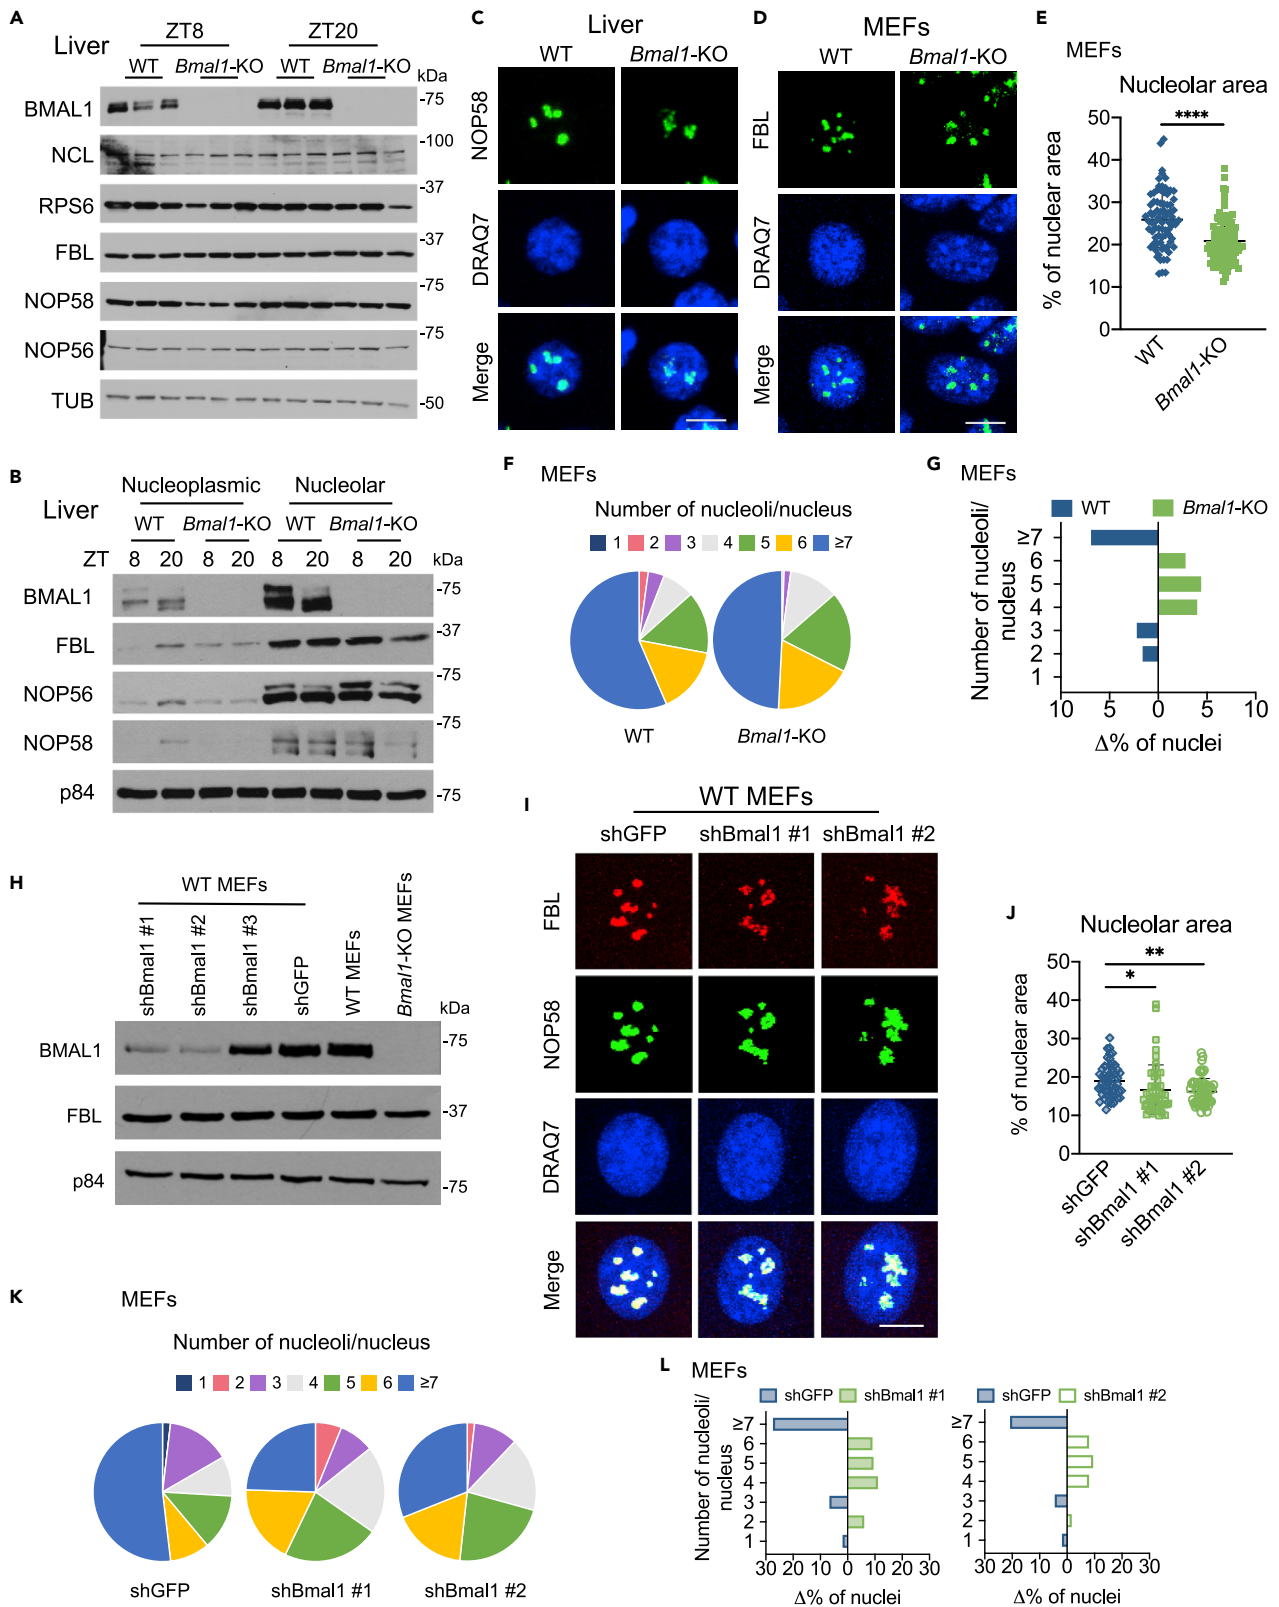 A
Liver
ZT8
ZT20
WT
Bmal1-KO
WT
Bmal1-KO
kDa
BMAL1
-75
NCL
-100
RPS6
-37
FBL
-37
NOP58
-75
NOP56
-75
TUB
-50
B
Liver
Nucleoplasmic
Nucleolar
WT
Bmal1-KO
WT
Bmal1-KO
ZT
8
20
8
20
8
20
8
20
kDa
BMAL1
-75
FBL
-37
NOP56
-75
NOP58
-75
p84
-75
C
Liver
WT
Bmal1-KO
NOP58
DRAQ7
Merge
D
MEFs
WT
Bmal1-KO
FBL
DRAQ7
Merge
E
MEFs
Nucleolar area
****
% of nuclear area
50
40
30
20
10
0
WT
Bmal1-KO
F
MEFs
Number of nucleoli/nucleus
1
2
3
4
5
6
≥7
WT
Bmal1-KO
G
MEFs
WT
Bmal1-KO
Number of nucleoli/
nucleus
≥7
6
5
4
3
2
1
10
5
0
5
10
Δ% of nuclei
H
WT MEFs
shBmal1 #1
shBmal1 #2
shBmal1 #3
shGFP
WT MEFs
Bmal1-KO MEFs
kDa
BMAL1
-75
FBL
-37
p84
-75
I
WT MEFs
shGFP
shBmal1 #1
shBmal1 #2
FBL
NOP58
DRAQ7
Merge
J
Nucleolar area
**
*
% of nuclear area
50
40
30
20
10
0
shGFP
shBmal1 #1
shBmal1 #2
K
MEFs
Number of nucleoli/nucleus
1
2
3
4
5
6
≥7
shGFP
shBmal1 #1
shBmal1 #2
L
MEFs
shGFP
shBmal1 #1
Number of nucleoli/
nucleus
≥7
6
5
4
3
2
1
30
20
10
0
10
20
30
Δ% of nuclei
shGFP
shBmal1 #2
≥7
6
5
4
3
2
1
30
20
10
0
10
20
30
Δ% of nuclei